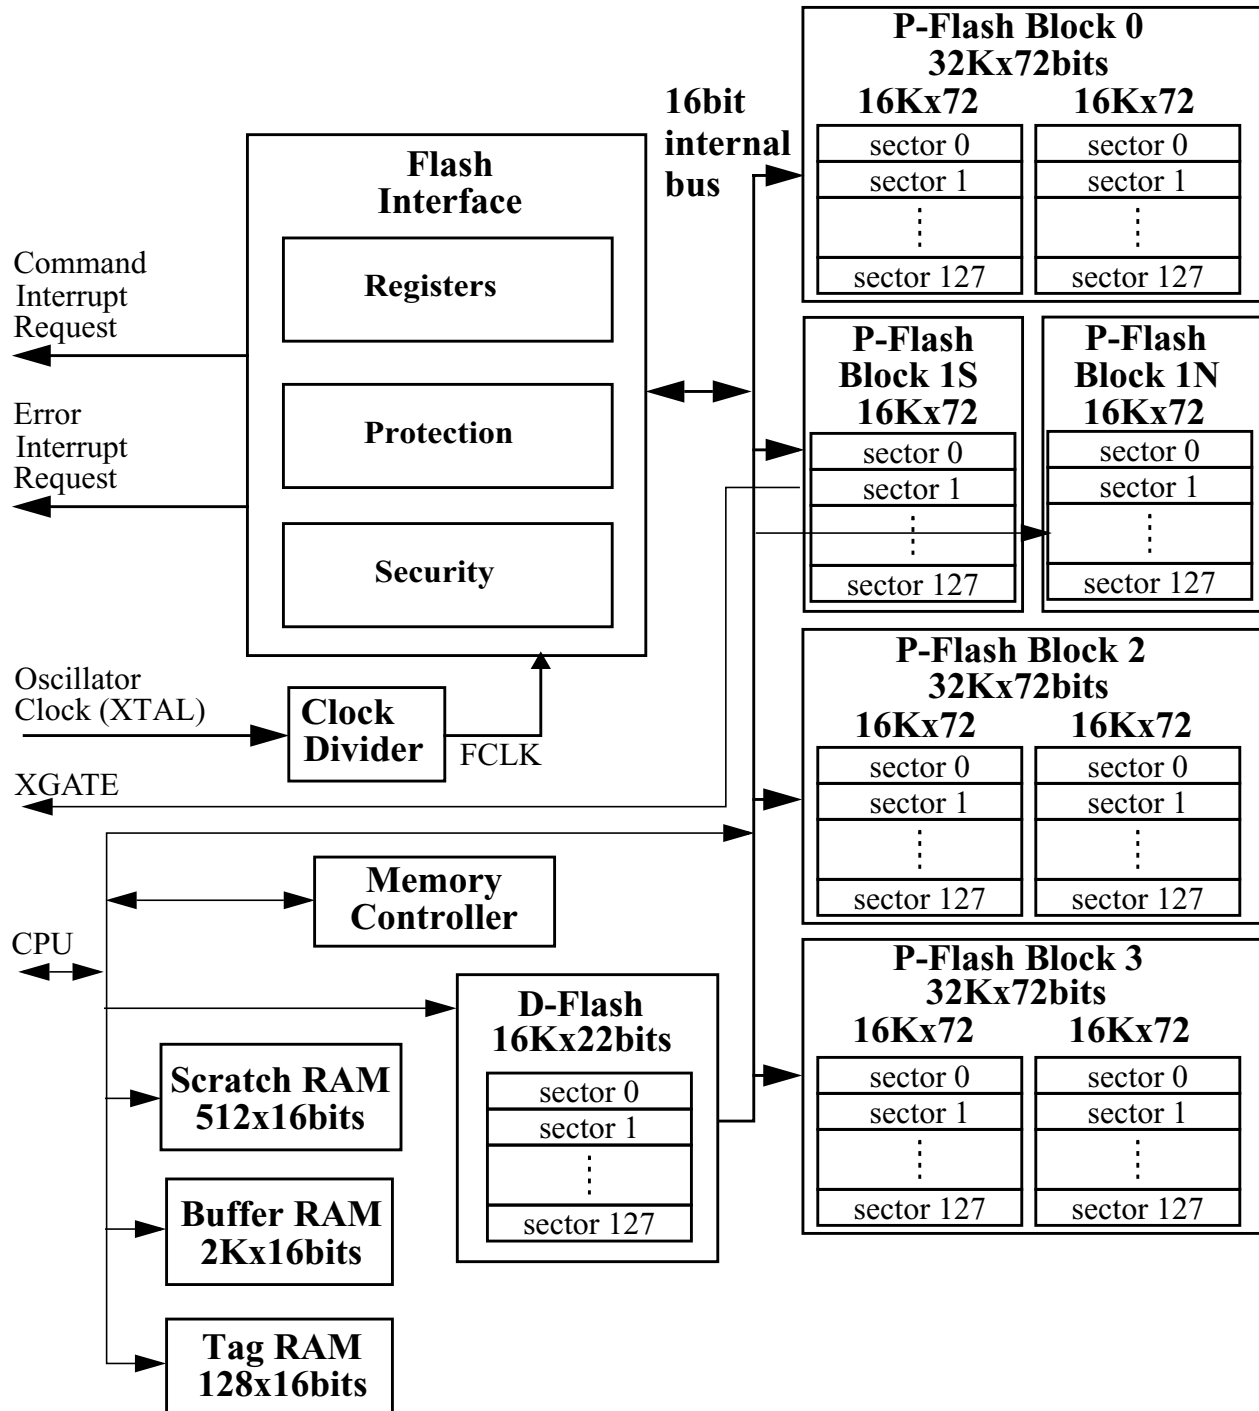 P-Flash Block 0
32Kx72bits
16Kx72
16Kx72
sector 0
sector 1
sector 127
sector 0
sector 1
sector 127
16bit
internal
bus
Flash
Interface
Registers
Protection
Security
Command
Interrupt
Request
Error
Interrupt
Request
P-Flash
Block 1S
16Kx72
sector 0
sector 1
sector 127
P-Flash
Block 1N
16Kx72
sector 0
sector 1
sector 127
Oscillator
Clock (XTAL)
Clock
Divider
FCLK
XGATE
P-Flash Block 2
32Kx72bits
16Kx72
16Kx72
sector 0
sector 1
sector 127
sector 0
sector 1
sector 127
Memory
Controller
CPU
D-Flash
16Kx22bits
sector 0
sector 1
sector 127
Scratch RAM
512x16bits
Buffer RAM
2Kx16bits
Tag RAM
128x16bits
P-Flash Block 3
32Kx72bits
16Kx72
16Kx72
sector 0
sector 1
sector 127
sector 0
sector 1
sector 127